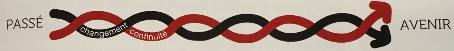 PASSÉ
changement
continuité
AVENIR